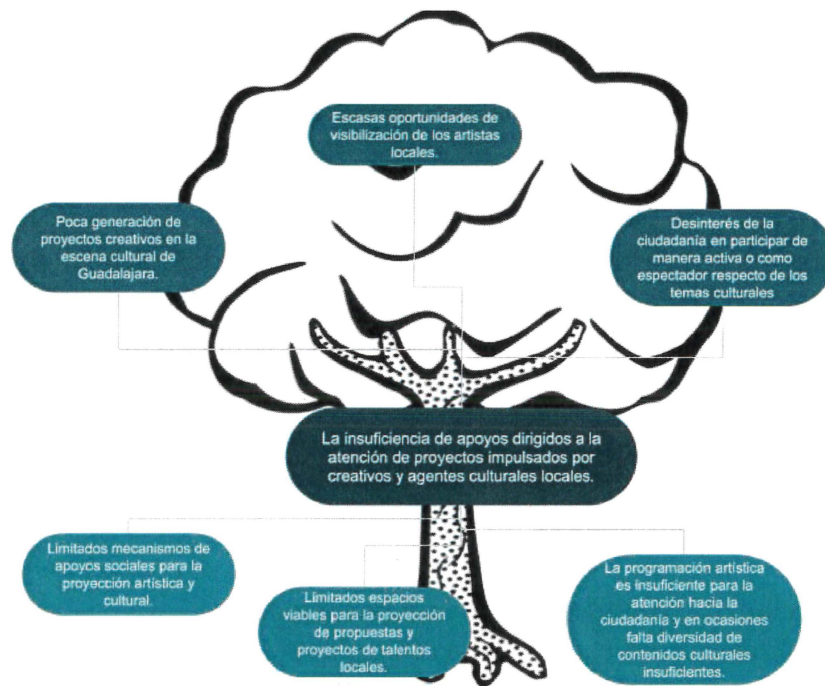 Escasas oportunidades de
visibilización de los artistas
locales.
Poca generación de
proyectos creativos en la
escena cultural de
Guadalajara.
Desinterés de la
ciudadanía en participar de
manera activa o como
espectador respecto de los
temas culturales
La insuficiencia de apoyos dirigidos a la
atención de proyectos impulsados por
creativos y agentes culturales locales.
Limitados mecanismos de
apoyos sociales para la
proyección artística y
cultural.
Limitados espacios
viables para la proyección
de propuestas y
proyectos de talentos
locales.
La programación artística
es insuficiente para la
atención hacia la
ciudadanía y en ocasiones
falta diversidad de
contenidos culturales
insuficientes.